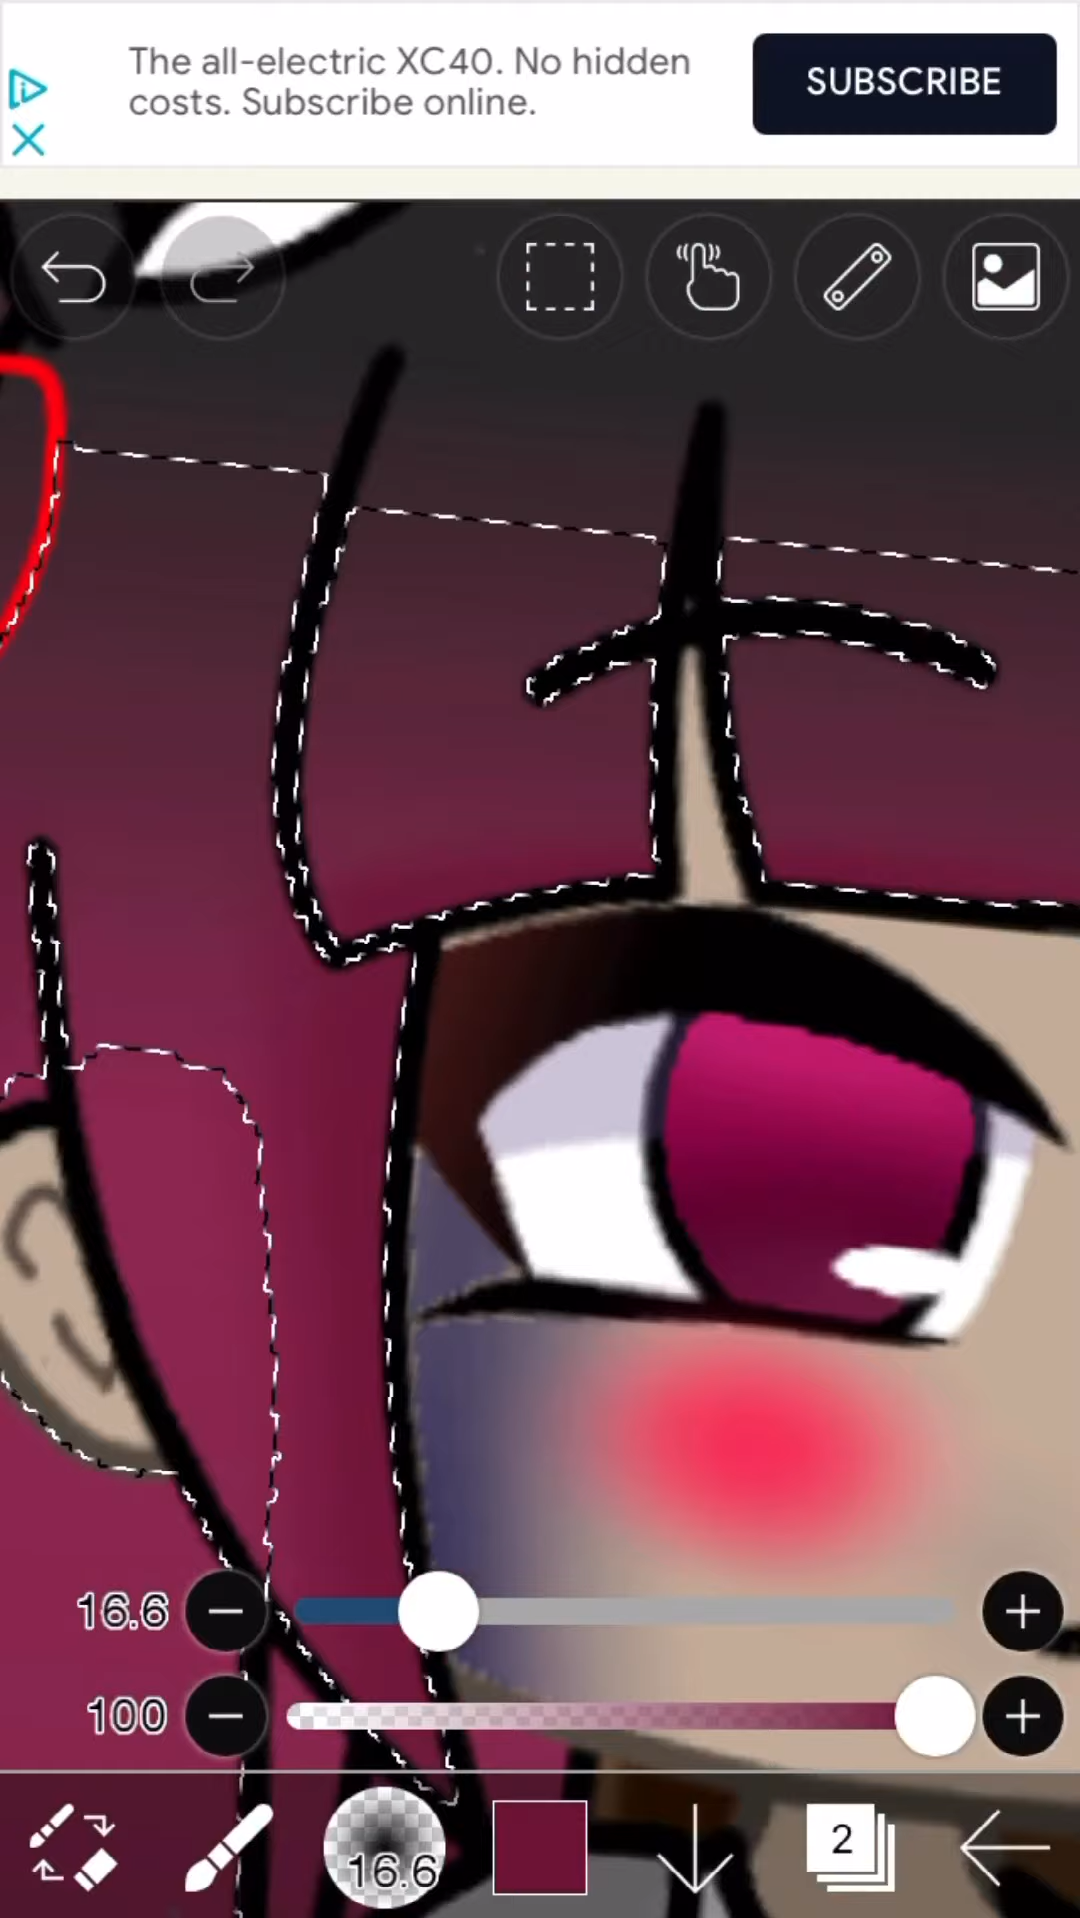 The all-electric XC40. No hidden
costs. Subscribe online.
SUBSCRIBE
16.6
100
16.6
2